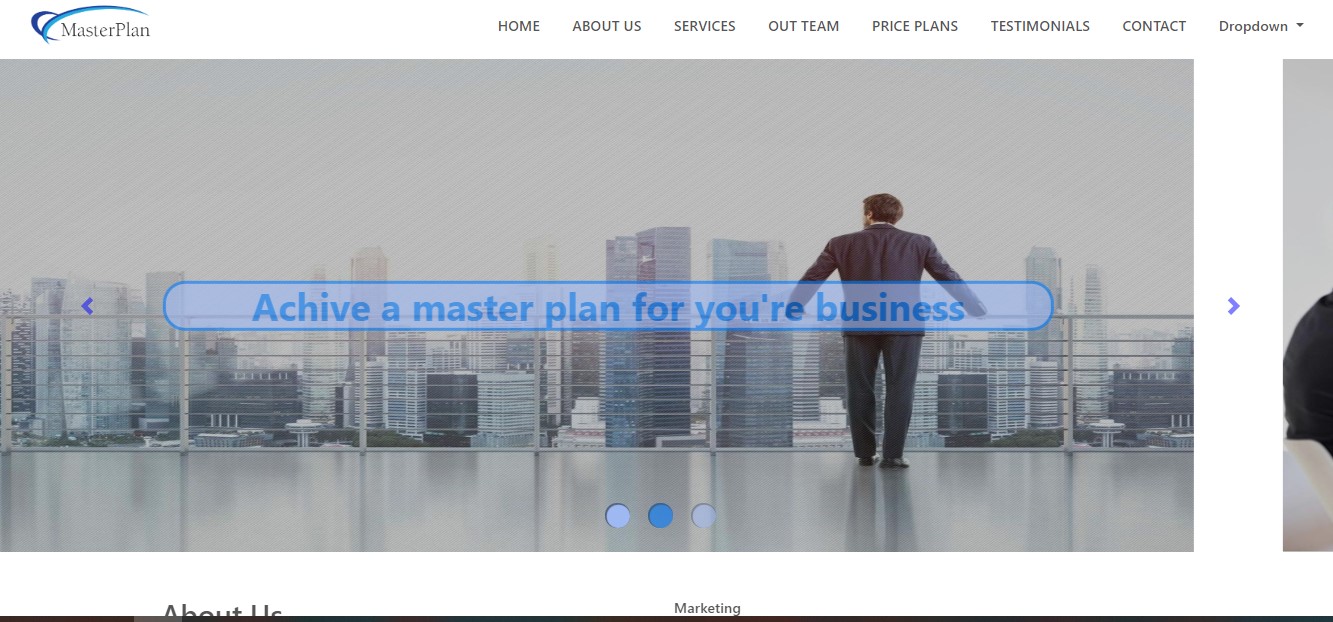 MasterPlan
HOME ABOUT US SERVICES OUT TEAM PRICE PLANS TESTIMONIALS CONTACT Dropdown
Achive a master plan for you're business
About Us
Marketing